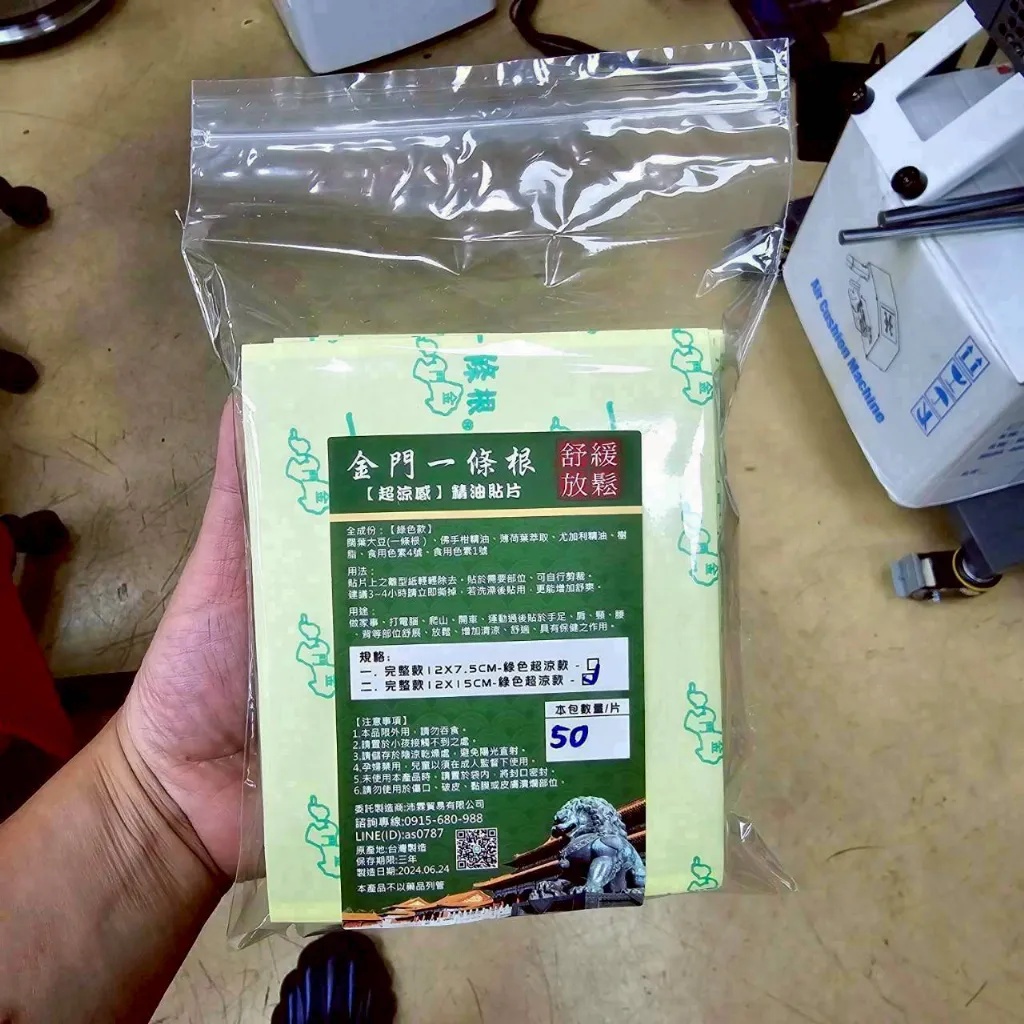 一條根
金門
金門一條根
【超涼感】精油貼片
舒緩
放鬆
全成份：【綠色款】
闊葉大豆(一條根)、佛手柑精油、薄荷葉萃取、尤加利精油、樹
脂、食用色素4號、食用色素1號
用法：
貼片上之離型紙輕輕除去，貼於需要部位、可自行剪裁。
建議3~4小時請立即撕掉，若洗澡後貼用，更能增加舒爽。
用途：
做家事、打電腦、爬山、開車、運動過後貼於手足、肩、頸、腰
、背等部位舒展、放鬆、增加清涼、舒適、具有保健之作用。
規格：
一. 完整款12X7.5CM-綠色超涼款 -
二. 完整款12X15CM-綠色超涼款 -
本包數量/片
50
【注意事項】
1.本品限外用，請勿吞食。
2.請置於小孩接觸不到之處。
3.請儲存於陰涼乾燥處，避免陽光直射。
4.孕婦禁用，兒童以須在成人監督下使用。
5.未使用本產品時，請置於袋內，將封口密封。
6.請勿使用於傷口、破皮、黏膜或皮膚潰爛部位。
委託製造商:沛霖貿易有限公司
諮詢專線:0915-680-988
LINE(ID):as0787
原產地:台灣製造
保存期限:三年
製造日期:2024.06.24
本產品不以藥品列管
Air Cushion Machine